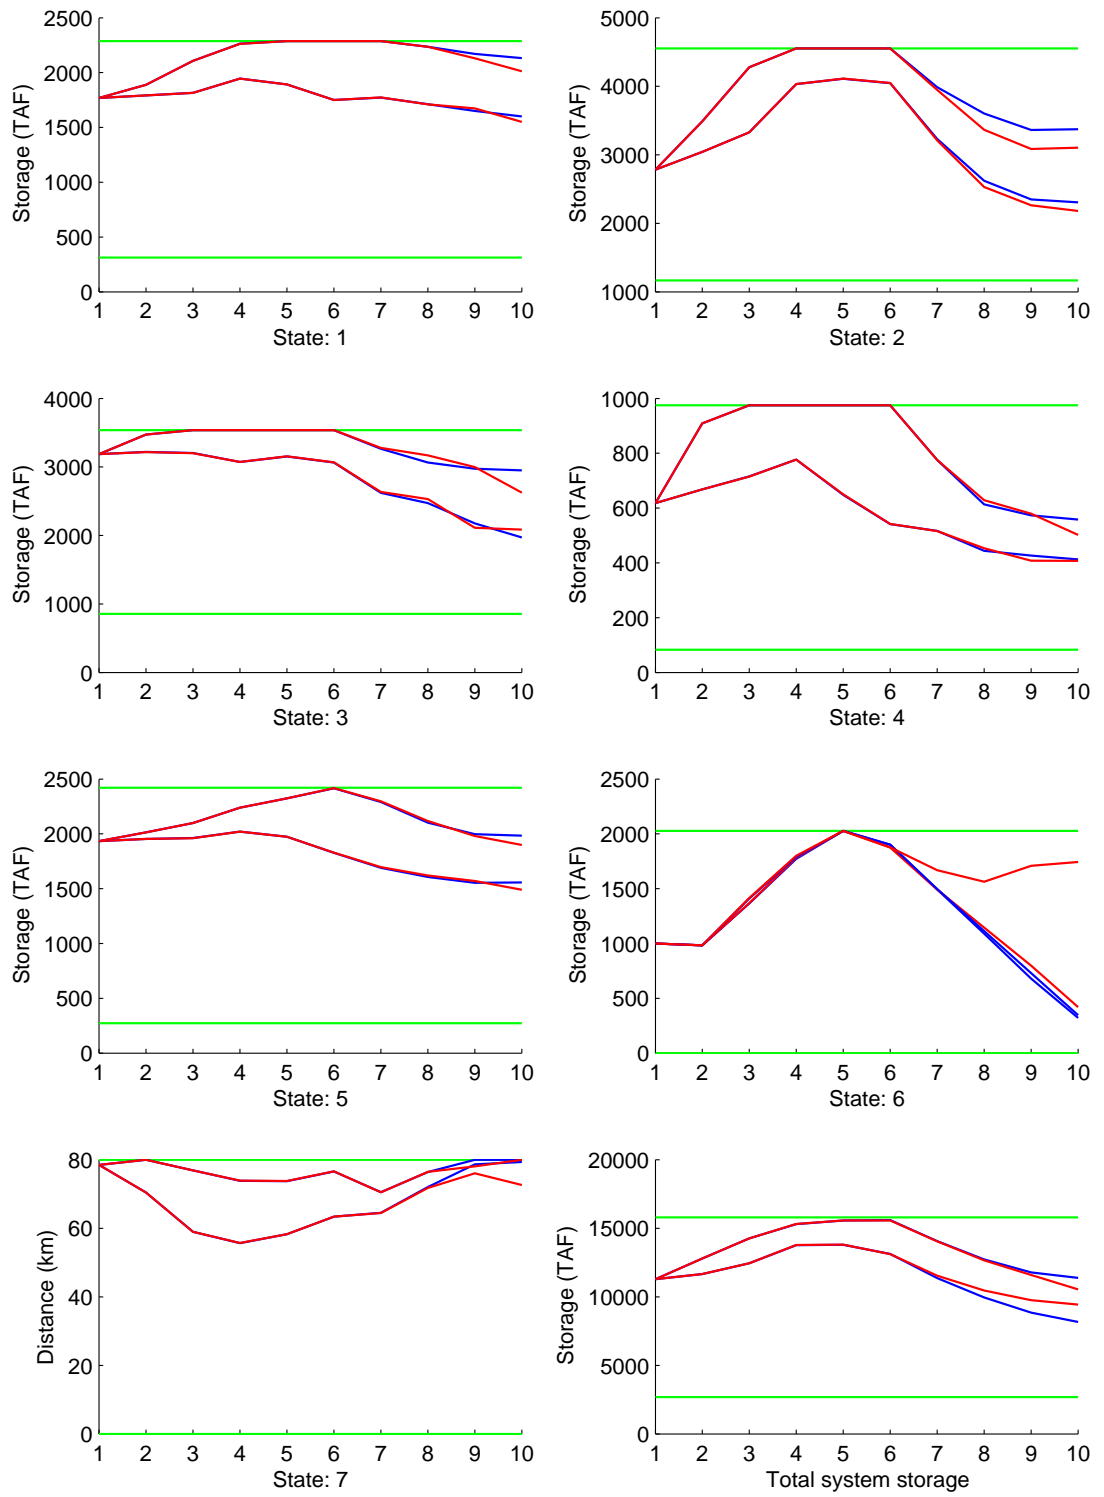 2500
2000
1500
1000
500
0
Storage (TAF)
1 2 3 4 5 6 7 8 9 10
State: 1
5000
4000
3000
2000
1000
Storage (TAF)
1 2 3 4 5 6 7 8 9 10
State: 2
4000
3000
2000
1000
0
Storage (TAF)
1 2 3 4 5 6 7 8 9 10
State: 3
1000
800
600
400
200
0
Storage (TAF)
1 2 3 4 5 6 7 8 9 10
State: 4
2500
2000
1500
1000
500
0
Storage (TAF)
1 2 3 4 5 6 7 8 9 10
State: 5
2500
2000
1500
1000
500
0
Storage (TAF)
1 2 3 4 5 6 7 8 9 10
State: 6
80
60
40
20
0
Distance (km)
1 2 3 4 5 6 7 8 9 10
State: 7
20000
15000
10000
5000
0
Storage (TAF)
1 2 3 4 5 6 7 8 9 10
Total system storage